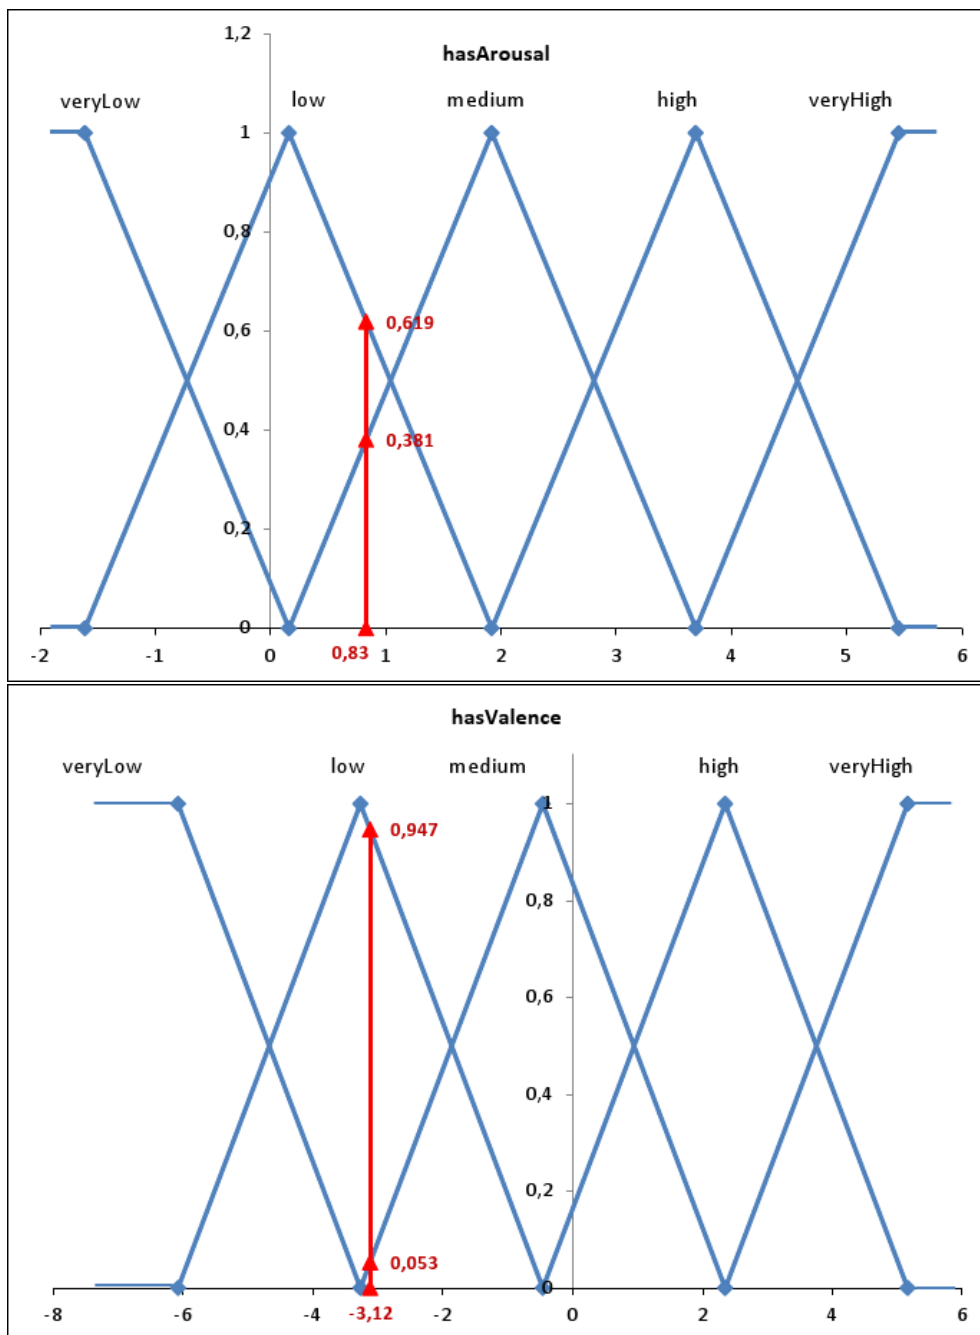 1,2
hasArousal
veryLow low medium high veryHigh
1
0,8
0,6
0,619
0,4
0,381
0,2
0
-2 -1 0 0,83 1 2 3 4 5 6
hasValence
veryLow low medium high veryHigh
1
0,947
0,8
0,6
0,4
0,2
0,053
0
-8 -6 -4 -3,12 -2 0 2 4 6